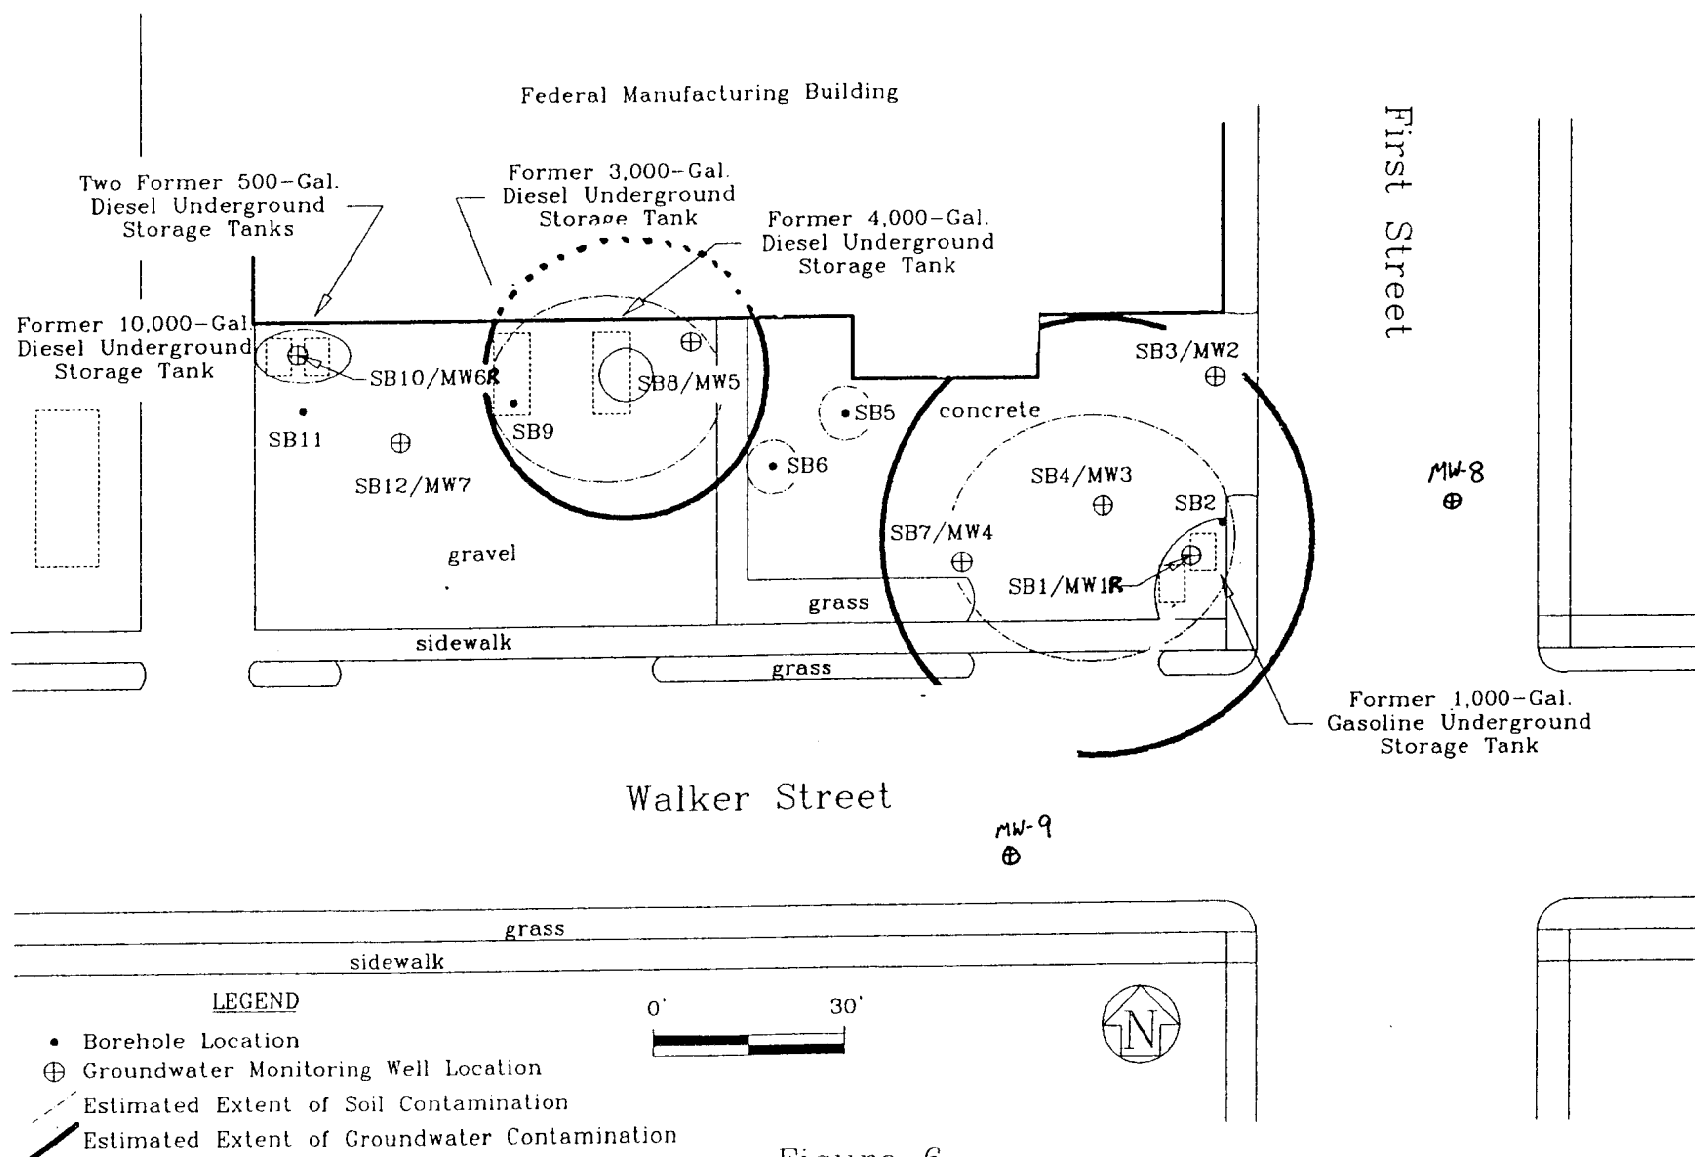 Federal Manufacturing Building
First Street
Two Former 500-Gal.
Diesel Underground
Storage Tanks
Former 3,000-Gal.
Diesel Underground
Storage Tank
Former 4,000-Gal.
Diesel Underground
Storage Tank
Former 10,000-Gal.
Diesel Underground
Storage Tank
SB10/MW6R
SB8/MW5
SB3/MW2
SB11
SB9
SB5
concrete
SB12/MW7
SB6
SB4/MW3
MW-8
SB2
SB7/MW4
gravel
SB1/MW1R
grass
sidewalk
grass
Former 1,000-Gal.
Gasoline Underground
Storage Tank
Walker Street
MW-9
grass
sidewalk
LEGEND
0' 30'
N
Borehole Location
Groundwater Monitoring Well Location
Estimated Extent of Soil Contamination
Estimated Extent of Groundwater Contamination
Figure 6